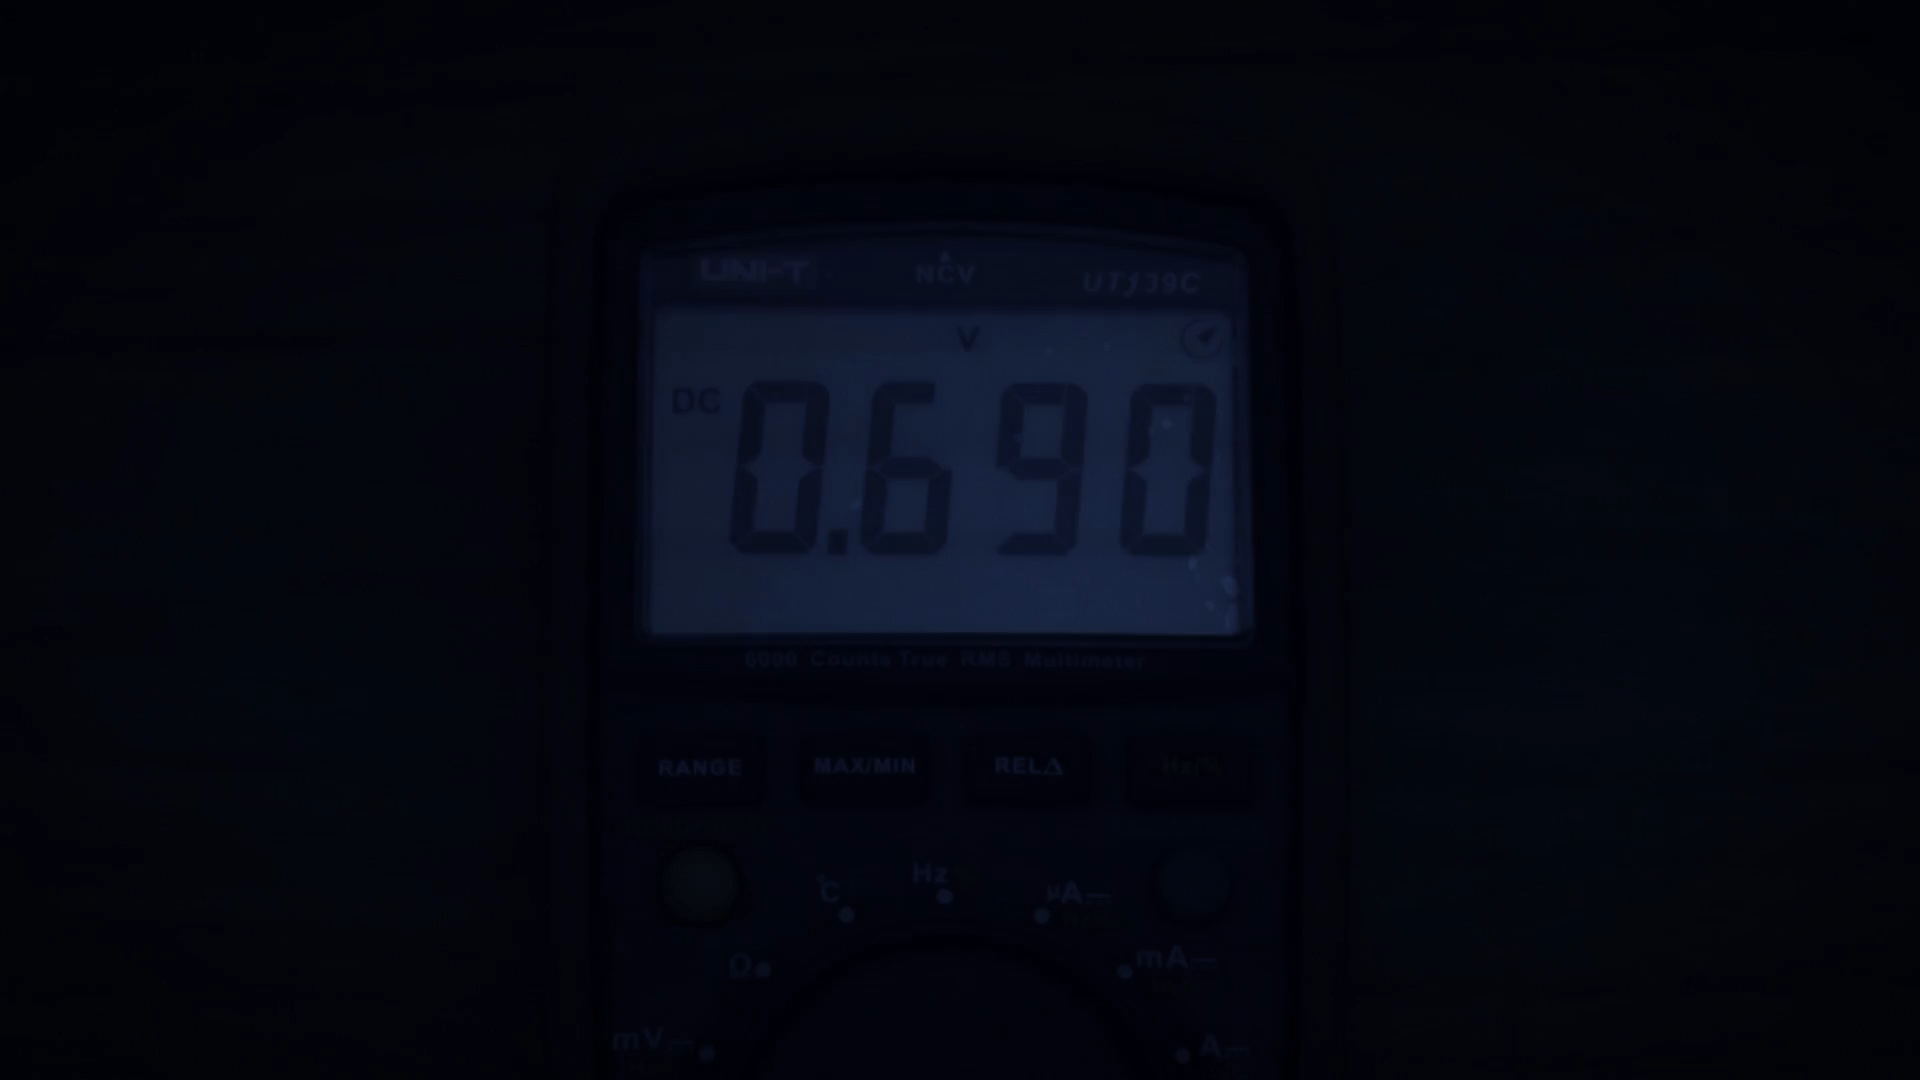 UNI-T NCV UT139C
V
DC 0.690
6000 Counts True RMS Multimeter
RANGE MAX/MIN REL△ Hz/%
°C Hz µA
Ω mA
mV A